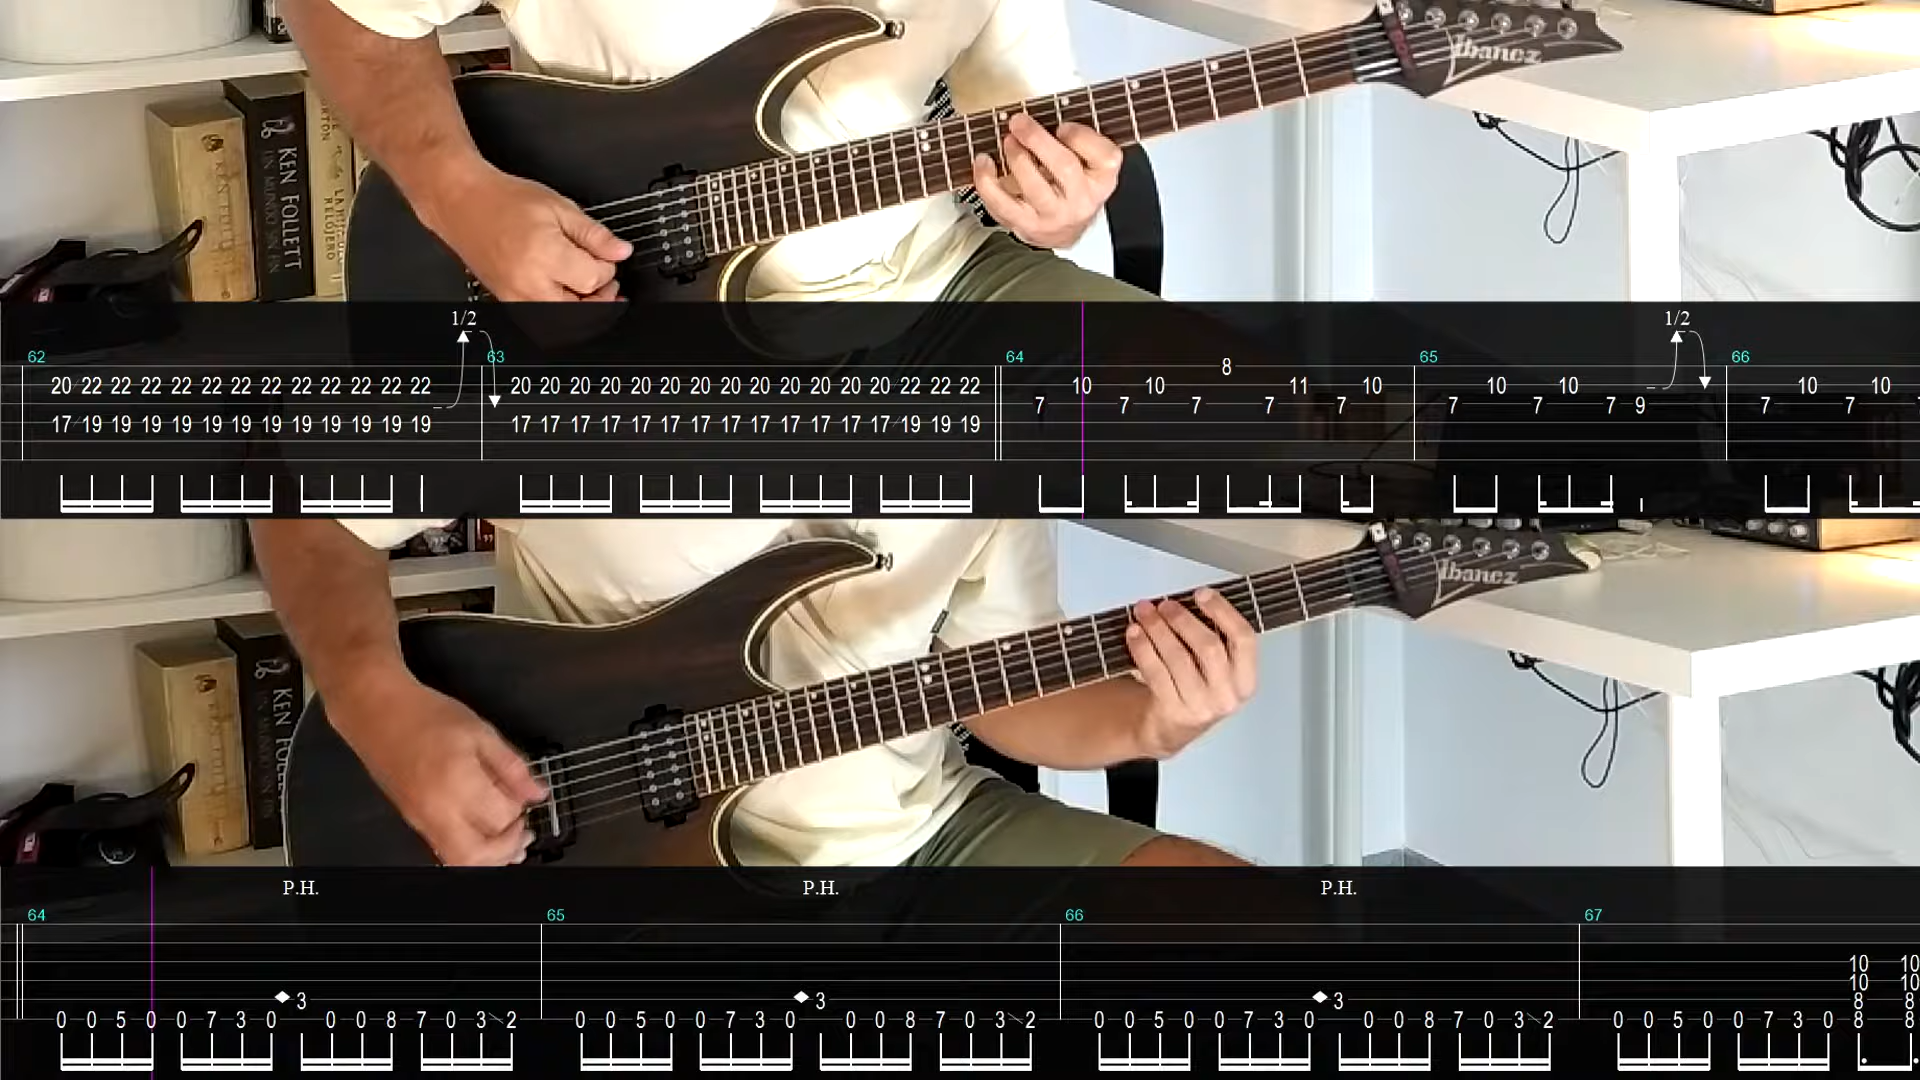 Ibanez
KEN FOLLETT
UN MUNDO SIN FIN
1/2 1/2
62 63 64 65 66
8
20 22 22 22 22 22 22 22 22 22 22 22 22 20 20 20 20 20 20 20 20 20 20 20 20 20 22 22 22 10 10 11 10 10 10 10 10
7 7 7 7 7 7 7 7 9 7 7
17 19 19 19 19 19 19 19 19 19 19 19 19 17 17 17 17 17 17 17 17 17 17 17 17 17 19 19 19
Ibanez
KEN FOLL
P.H. P.H. P.H.
64 65 66 67
10 10
10 10
3 3 3 8 8
0 0 5 0 0 7 3 0 0 0 8 7 0 3 2 0 0 5 0 0 7 3 0 0 0 8 7 0 3 2 0 0 5 0 0 7 3 0 0 0 8 7 0 3 2 0 0 5 0 0 7 3 0 8 8